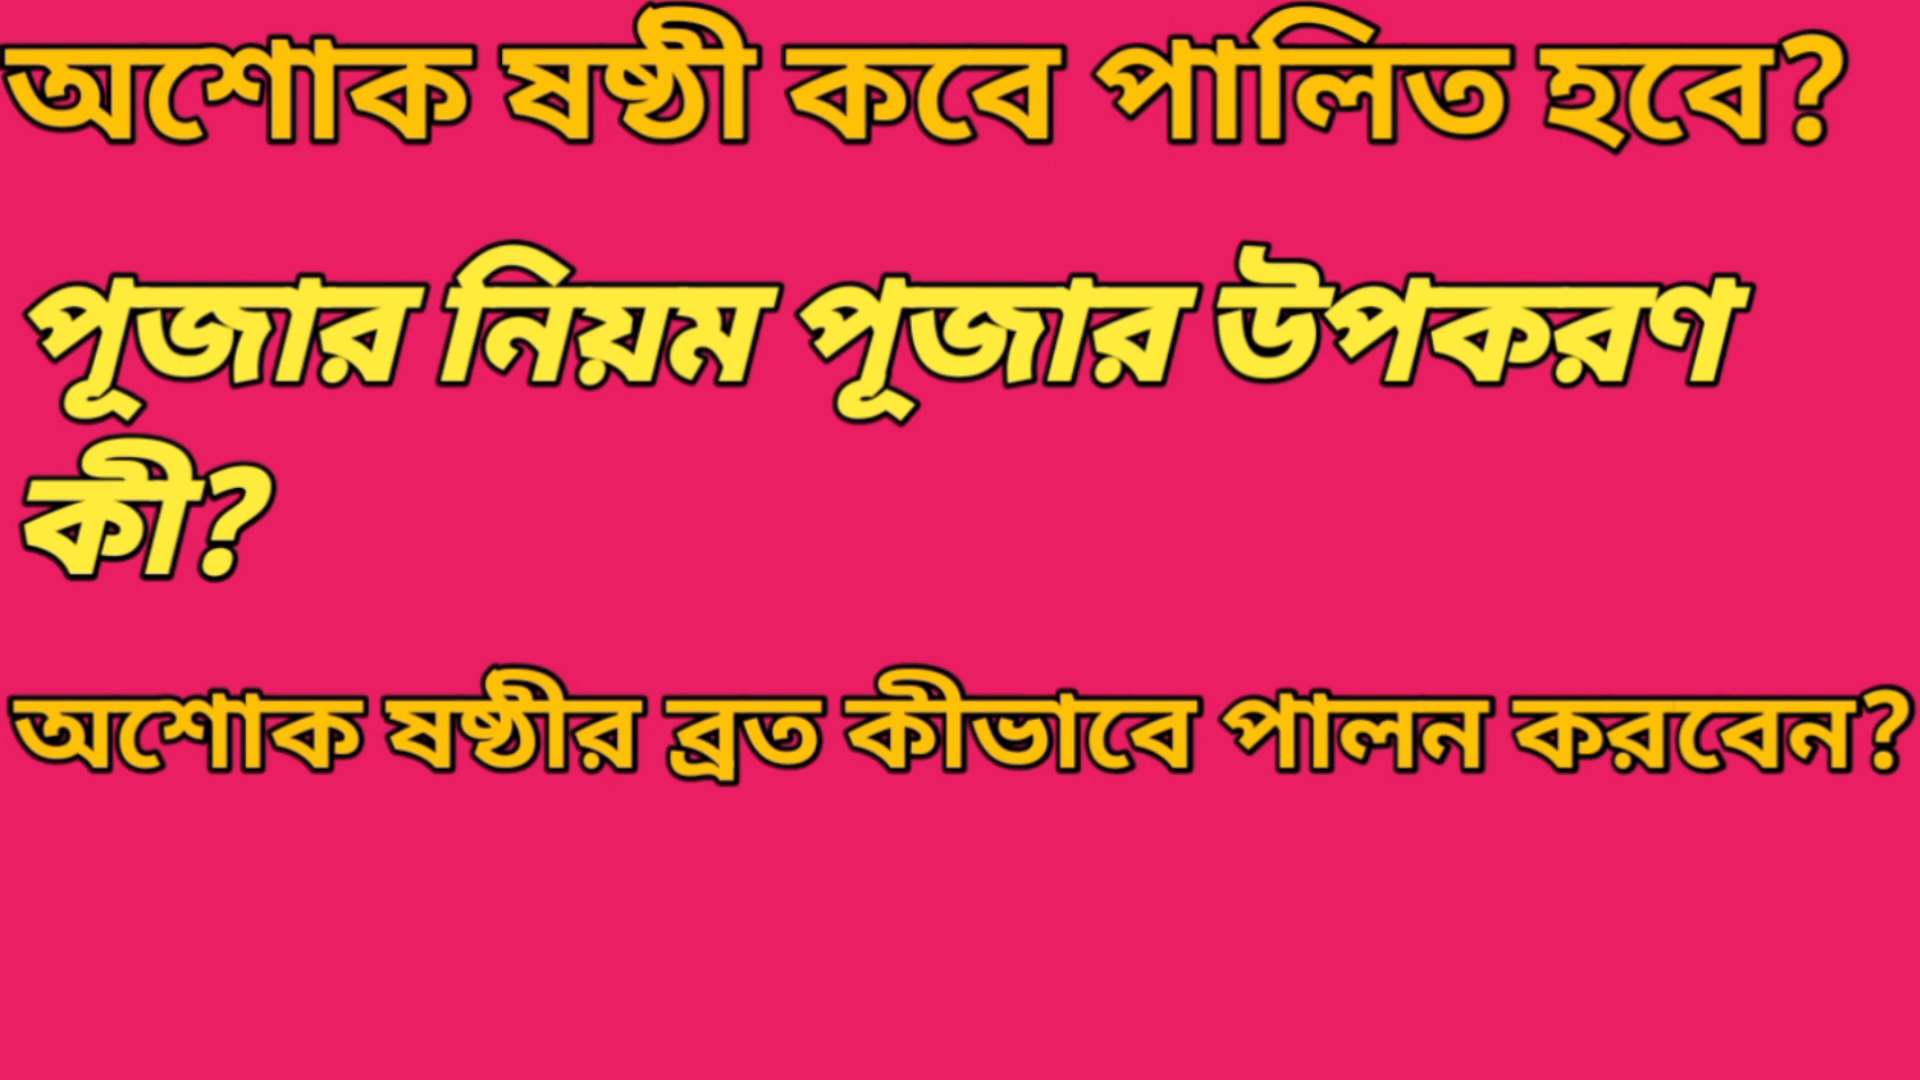 অশোক ষষ্ঠী কবে পালিত হবে?
পূজার নিয়ম পূজার উপকরণ
কী?
অশোক ষষ্ঠীর ব্রত কীভাবে পালন করবেন?